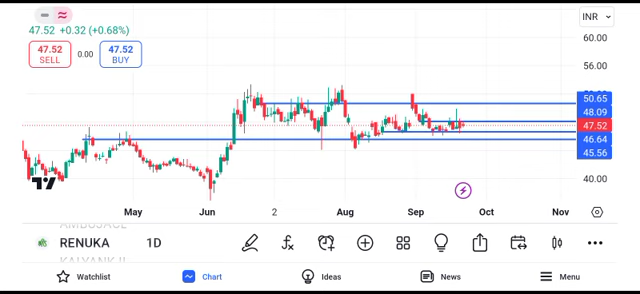 INR
47.52 +0.32 (+0.68%)
60.00
47.52
SELL
0.00
47.52
BUY
56.00
50.65
48.09
47.52
46.64
45.56
40.00
May
Jun
2
Aug
Sep
Oct
Nov
RENUKA
1D
Watchlist
Chart
Ideas
News
Menu